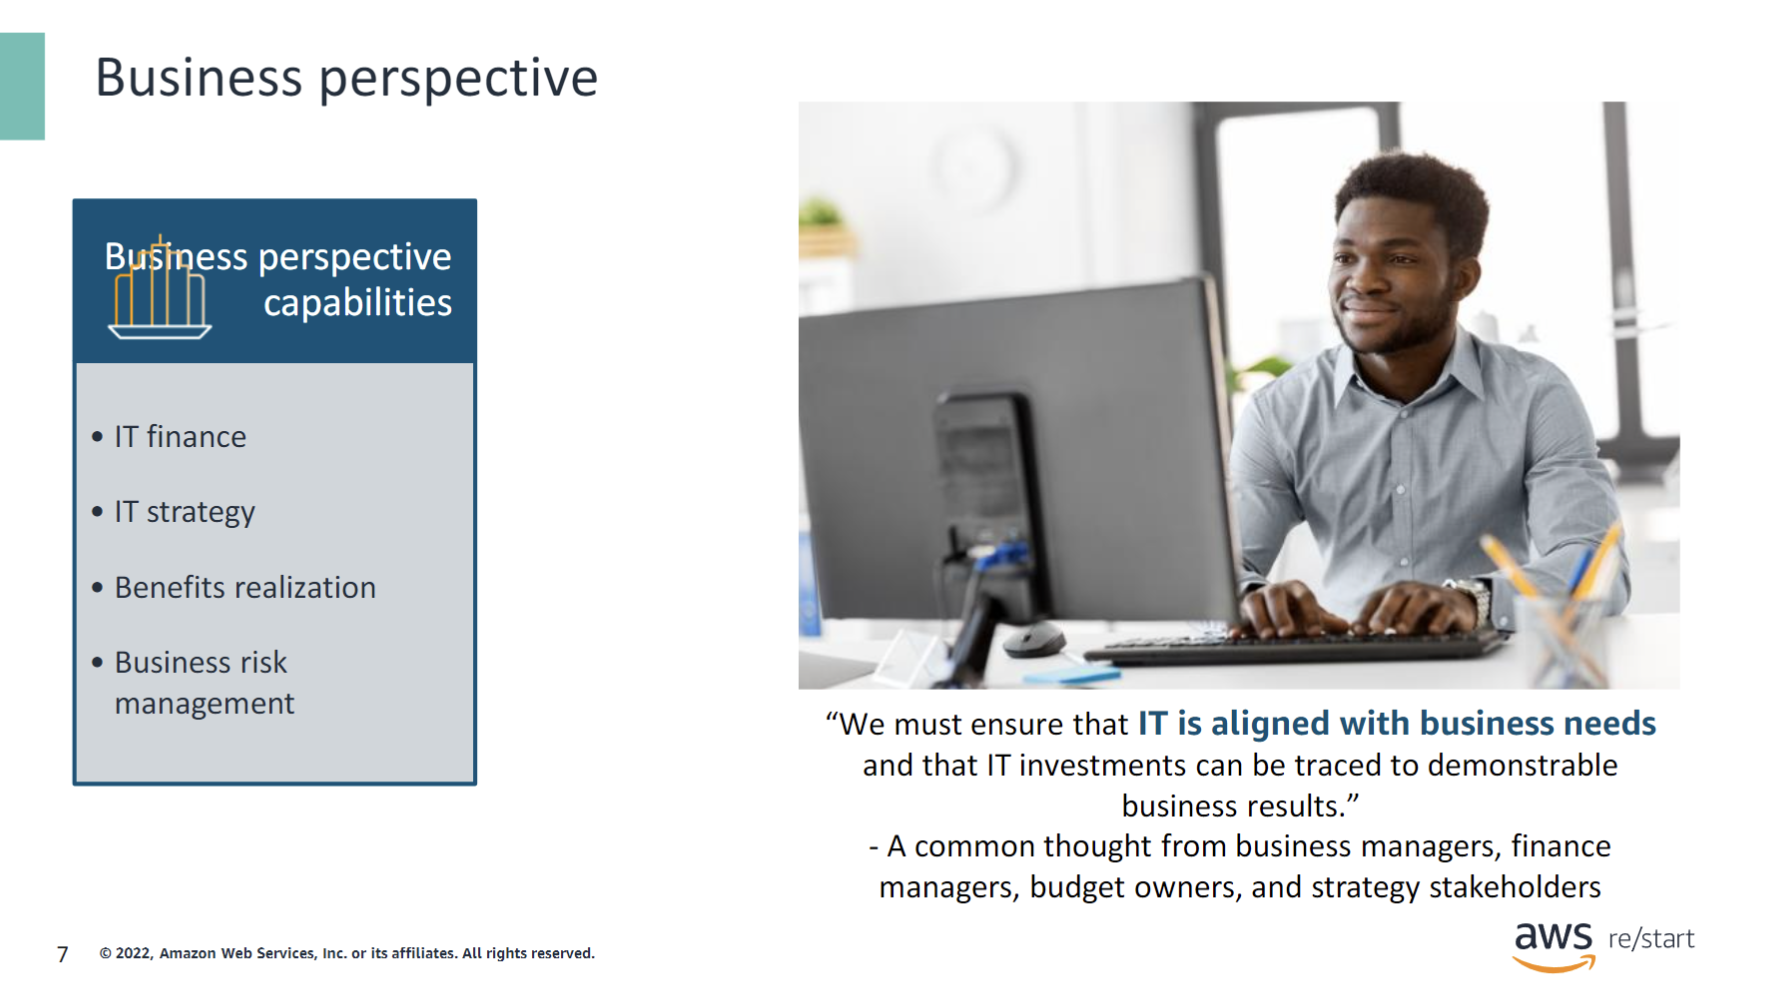 Business perspective
Business perspective
capabilities
• IT finance
• IT strategy
• Benefits realization
• Business risk
management
“We must ensure that IT is aligned with business needs
and that IT investments can be traced to demonstrable
business results.”
- A common thought from business managers, finance
managers, budget owners, and strategy stakeholders
7 © 2022, Amazon Web Services, Inc. or its affiliates. All rights reserved.
aws re/start